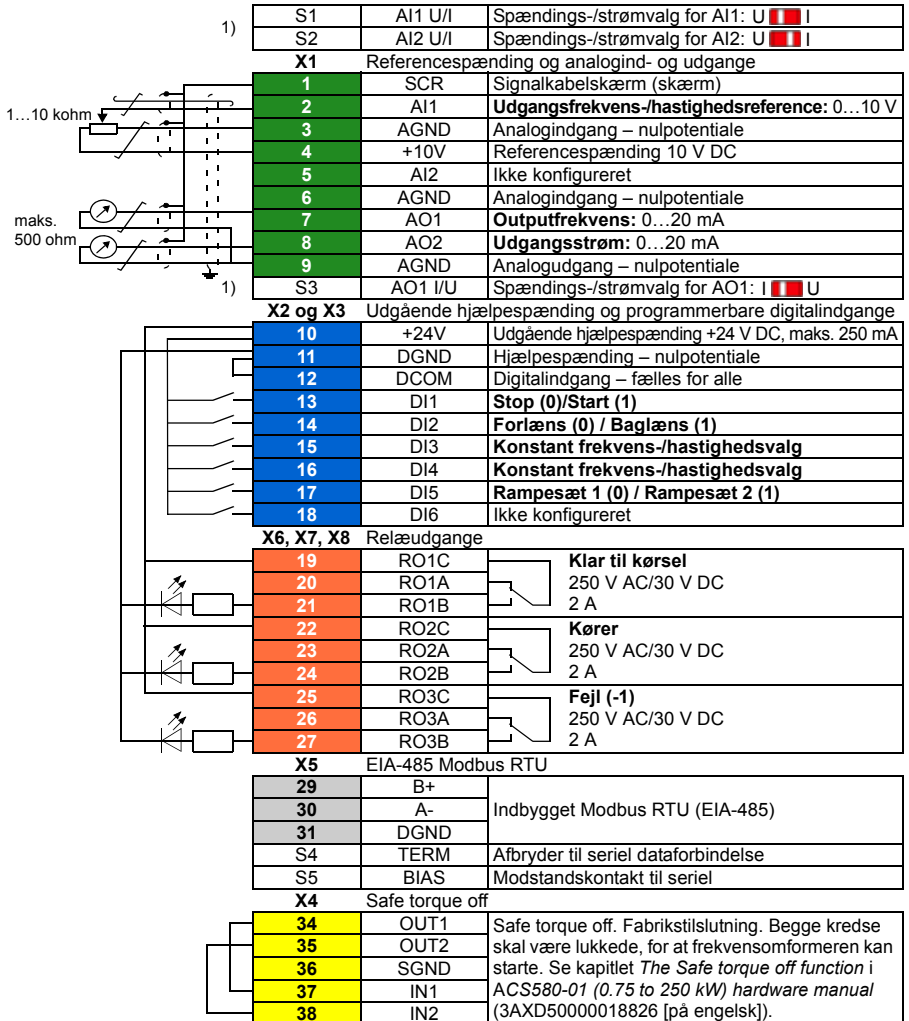 1) S1 AI1 U/I Spændings-/strømvalg for AI1: U I
S2 AI2 U/I Spændings-/strømvalg for AI2: U I
X1 Referencespænding og analogind- og udgange
1 SCR Signalkabelskærm (skærm)
1…10 kohm 2 AI1 Udgangsfrekvens-/hastighedsreference: 0…10 V
3 AGND Analogindgang – nulpotentiale
4 +10V Referencespænding 10 V DC
5 AI2 Ikke konfigureret
6 AGND Analogindgang – nulpotentiale
maks. 7 AO1 Outputfrekvens: 0…20 mA
500 ohm 8 AO2 Udgangsstrøm: 0…20 mA
9 AGND Analogudgang – nulpotentiale
1) S3 AO1 I/U Spændings-/strømvalg for AO1: I U
X2 og X3 Udgående hjælpespænding og programmerbare digitalindgange
10 +24V Udgående hjælpespænding +24 V DC, maks. 250 mA
11 DGND Hjælpespænding – nulpotentiale
12 DCOM Digitalindgang – fælles for alle
13 DI1 Stop (0)/Start (1)
14 DI2 Forlæns (0) / Baglæns (1)
15 DI3 Konstant frekvens-/hastighedsvalg
16 DI4 Konstant frekvens-/hastighedsvalg
17 DI5 Rampesæt 1 (0) / Rampesæt 2 (1)
18 DI6 Ikke konfigureret
X6, X7, X8 Relæudgange
19 RO1C Klar til kørsel
20 RO1A 250 V AC/30 V DC
21 RO1B 2 A
22 RO2C Kører
23 RO2A 250 V AC/30 V DC
24 RO2B 2 A
25 RO3C Fejl (-1)
26 RO3A 250 V AC/30 V DC
27 RO3B 2 A
X5 EIA-485 Modbus RTU
29 B+
30 A- Indbygget Modbus RTU (EIA-485)
31 DGND
S4 TERM Afbryder til seriel dataforbindelse
S5 BIAS Modstandskontakt til seriel
X4 Safe torque off
34 OUT1 Safe torque off. Fabrikstilslutning. Begge kredse
35 OUT2 skal være lukkede, for at frekvensomformeren kan
36 SGND starte. Se kapitlet The Safe torque off function i
37 IN1 ACS580-01 (0.75 to 250 kW) hardware manual
38 IN2 (3AXD50000018826 [på engelsk]).